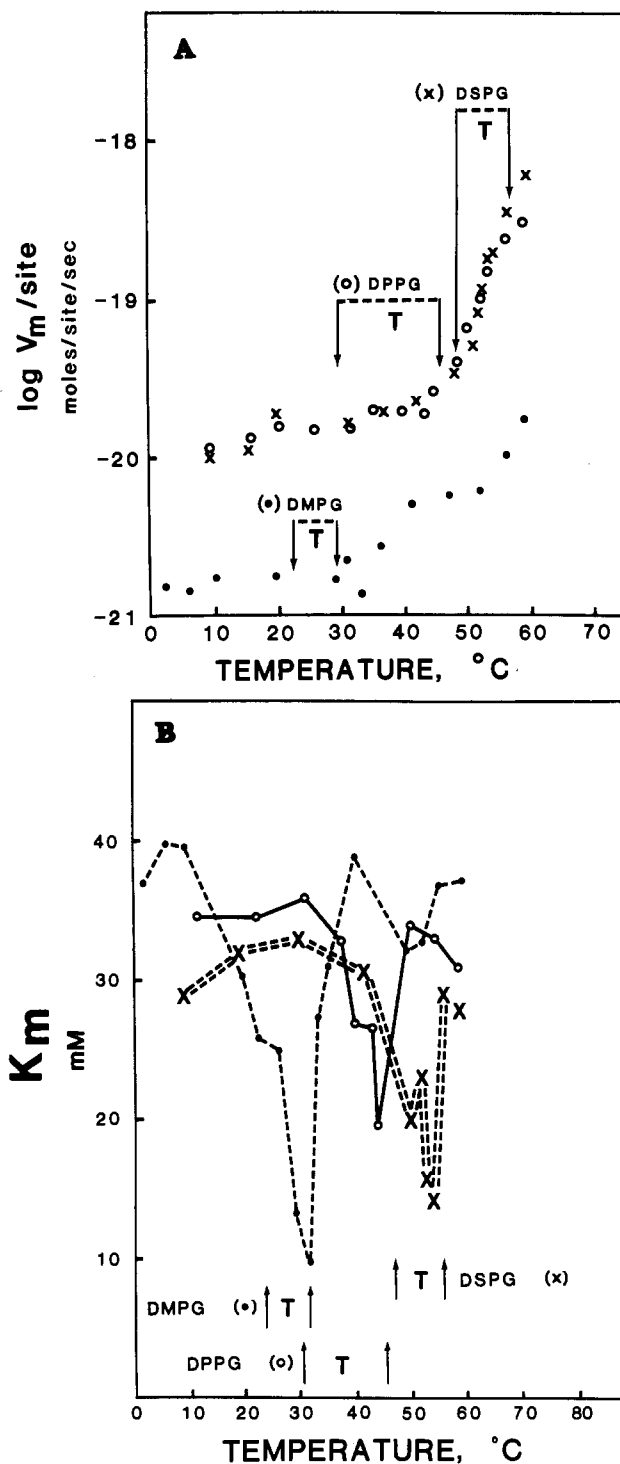 A
(x) DSPG
T
-18
(o) DPPG
T
-19
log Vm/site
moles/site/sec
-20
(•) DMPG
T
-21
0 10 20 30 40 50 60 70
TEMPERATURE, °C
B
40
30
Km
mM
20
10
T DSPG (x)
DMPG (•) T
DPPG (o) T
0 10 20 30 40 50 60 70 80
TEMPERATURE, °C